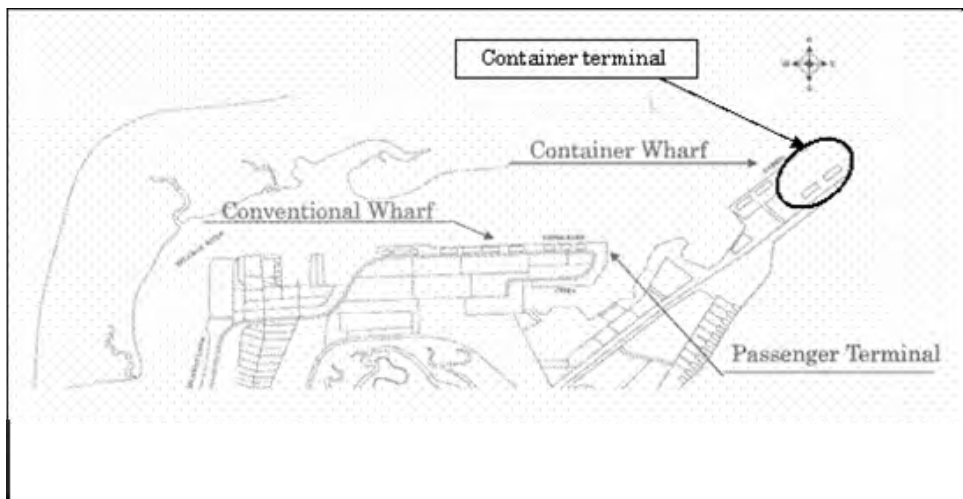 Container terminal
Container Wharf
Conventional Wharf
Passenger Terminal